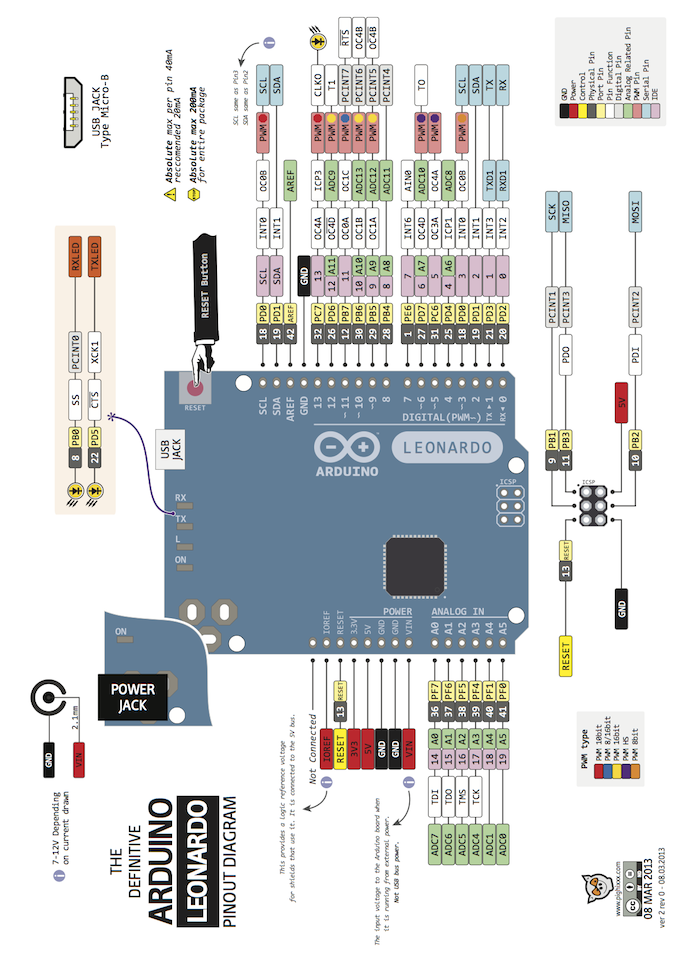 THE
DEFINITIVE
ARDUINO
LEONARDO
PINOUT DIAGRAM
USB JACK
Type Micro-B
Absolute max per pin 40mA
reccomended 20mA
Absolute max 200mA
for entire package
GND
Power
Control
Physical Pin
Port Pin
Pin Function
Digital Pin
Analog Related Pin
PWM Pin
Serial Pin
IDE
8 PB0 SS PCINT0 RXLED
22 PD5 CTS XCK1 TXLED
RESET Button
SCL same as Pin3
SDA same as Pin2
18 PD0 SCL INT0 OC0B PWM SCL
19 PD1 SDA INT1 SDA
42 AREF AREF
GND
32 PC7 13 OC4A ICP3 PWM CLKO
26 PD6 12 A11 OC4D ADC9 PWM T1
12 PB7 11 OC0A OC1C PWM PCINT7 RTS
30 PB6 10 A10 OC1B ADC13 PWM PCINT6 OC4B
29 PB5 9 A9 OC1A ADC12 PWM PCINT5 OC4B
28 PB4 8 A8 ADC11 PCINT4
1 PE6 7 INT6 AIN0
27 PD7 6 A7 OC4D ADC10 PWM TO
31 PC6 5 OC3A OC4A PWM
25 PD4 4 A6 ICP1 ADC8
18 PD0 3 INT0 OC0B PWM SCL
19 PD1 2 INT1 SDA
21 PD3 1 INT3 TXD1 TX
20 PD2 0 INT2 RXD1 RX
RESET
USB
JACK
RX
TX
L
ON
SCL
SDA
AREF
GND
13
12
~11
~10
~9
8
7
~6
~5
4
~3
2
TX ▸ 1
RX ◂ 0
DIGITAL(PWM~)
ARDUINO
LEONARDO
ICSP
POWER
ANALOG IN
IOREF
RESET
3.3V
5V
GND
GND
VIN
A0
A1
A2
A3
A4
A5
ON
POWER
JACK
GND
VIN
2.1mm
7-12V Depending
on current drawn
Not Connected
IOREF
RESET 13 RESET
3V3
5V
GND
GND
VIN
This provides a Logic reference voltage
for shields that use it. It is connected to the 5V bus.
The input voltage to the Arduino board when
it is running from external power.
Not USB bus power.
36 PF7 A0 14 TDI ADC7
37 PF6 A1 15 TDO ADC6
38 PF5 A2 16 TMS ADC5
39 PF4 A3 17 TCK ADC4
40 PF1 A4 18 ADC1
41 PF0 A5 19 ADC0
9 PB1 PCINT1 SCK
11 PB3 PDO PCINT3 MISO
5V
10 PB2 PDI PCINT2 MOSI
ICSP
RESET 13 RESET
GND
PWM type
PWM 10bit
PWM 8/16bit
PWM 16bit
PWM HS
PWM 8bit
www.pighixxx.com
cc
BY
08 MAR 2013
ver 2 rev 0 - 08.03.2013